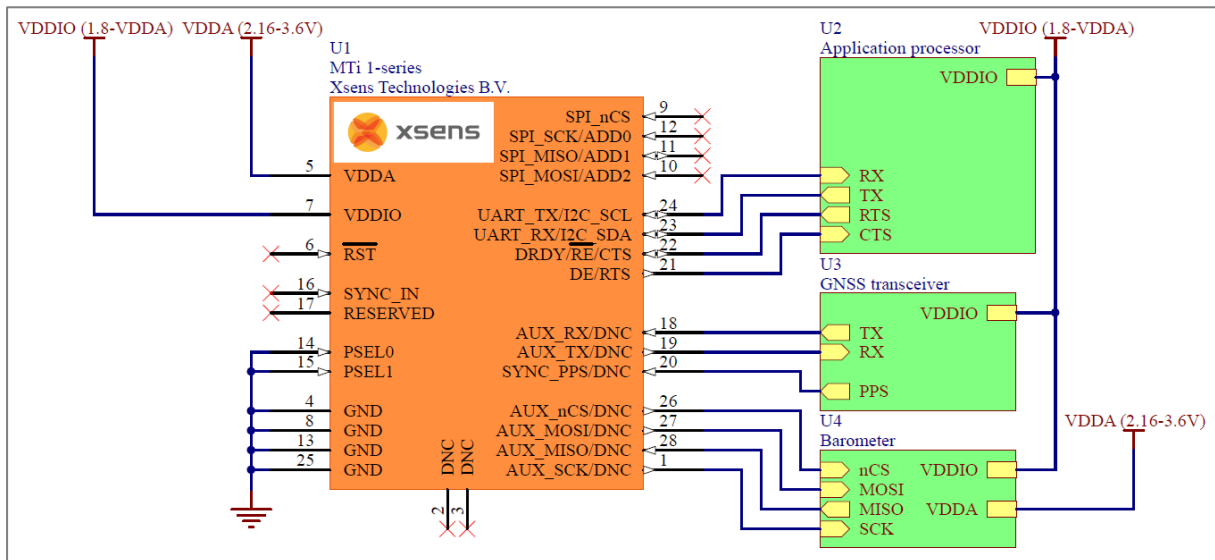 VDDIO (1.8-VDDA)
VDDA (2.16-3.6V)
U1
MTi 1-series
Xsens Technologies B.V.
xsens
5
VDDA
7
VDDIO
6
RST
16
SYNC_IN
17
RESERVED
14
PSEL0
15
PSEL1
4
GND
8
GND
13
GND
25
GND
2
DNC
3
DNC
SPI_nCS
9
SPI_SCK/ADD0
12
SPI_MISO/ADD1
11
SPI_MOSI/ADD2
10
UART_TX/I2C_SCL
24
UART_RX/I2C_SDA
23
DRDY/RE/CTS
22
DE/RTS
21
AUX_RX/DNC
18
AUX_TX/DNC
19
SYNC_PPS/DNC
20
AUX_nCS/DNC
26
AUX_MOSI/DNC
27
AUX_MISO/DNC
28
AUX_SCK/DNC
1
U2
Application processor
VDDIO
RX
TX
RTS
CTS
VDDIO (1.8-VDDA)
U3
GNSS transceiver
VDDIO
TX
RX
PPS
U4
Barometer
nCS
VDDIO
MOSI
MISO
VDDA
SCK
VDDA (2.16-3.6V)